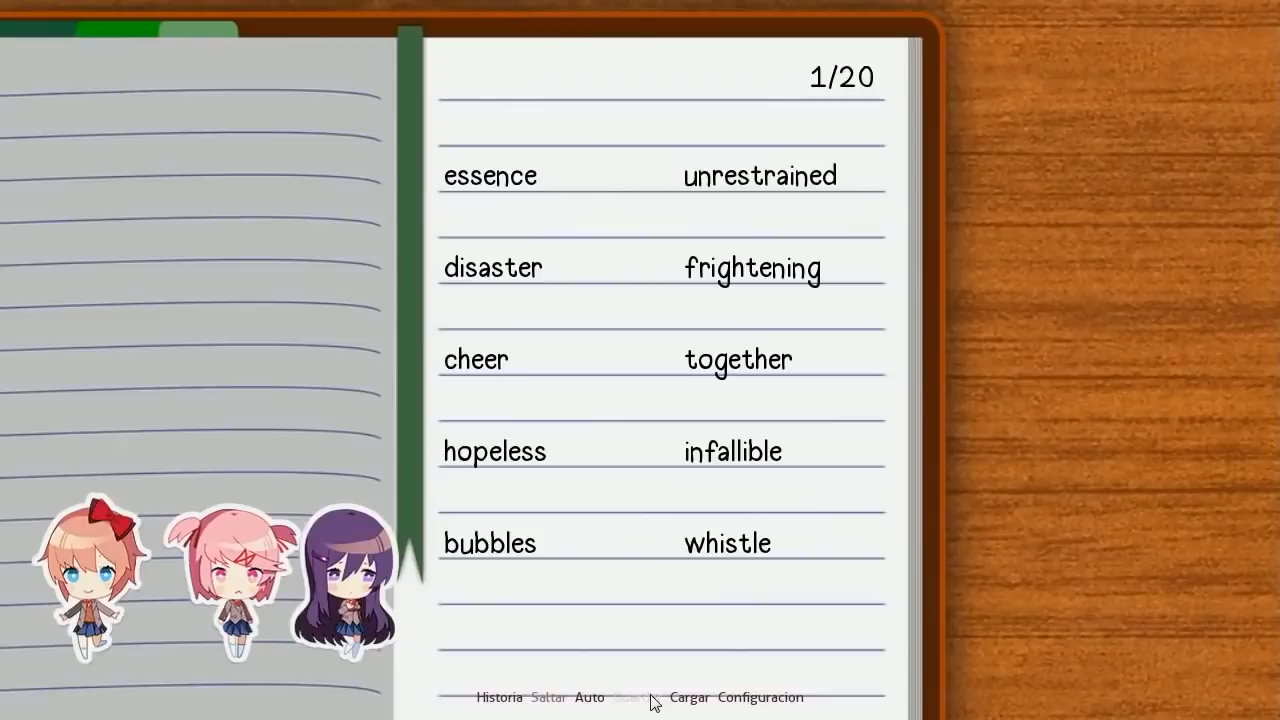 1/20
essence unrestrained
disaster frightening
cheer together
hopeless infallible
bubbles whistle
Historia Saltar Auto Cargar Configuracion